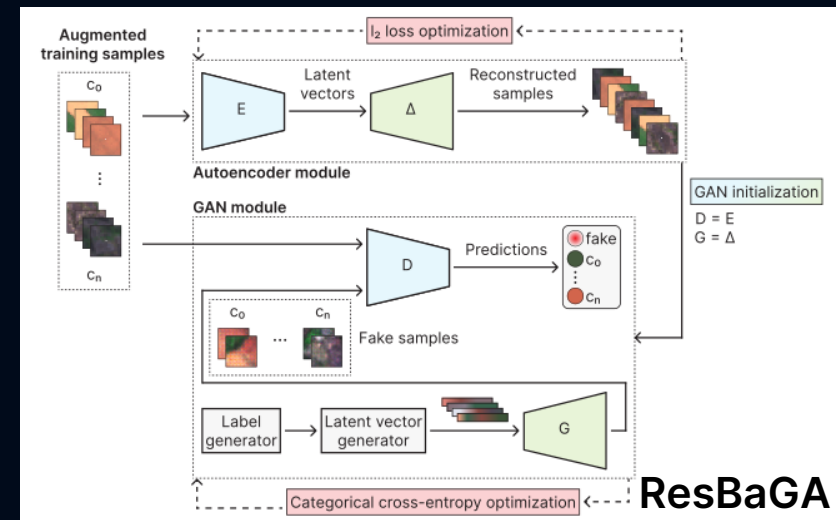 Augmented
training samples
c₀
⋮
cₙ
l₂ loss optimization
E
Latent
vectors
Δ
Reconstructed
samples
Autoencoder module
GAN initialization
D = E
G = Δ
GAN module
D
Predictions
fake
c₀
⋮
cₙ
c₀
...
cₙ
Fake samples
Label
generator
Latent vector
generator
G
Categorical cross-entropy optimization
ResBaGA